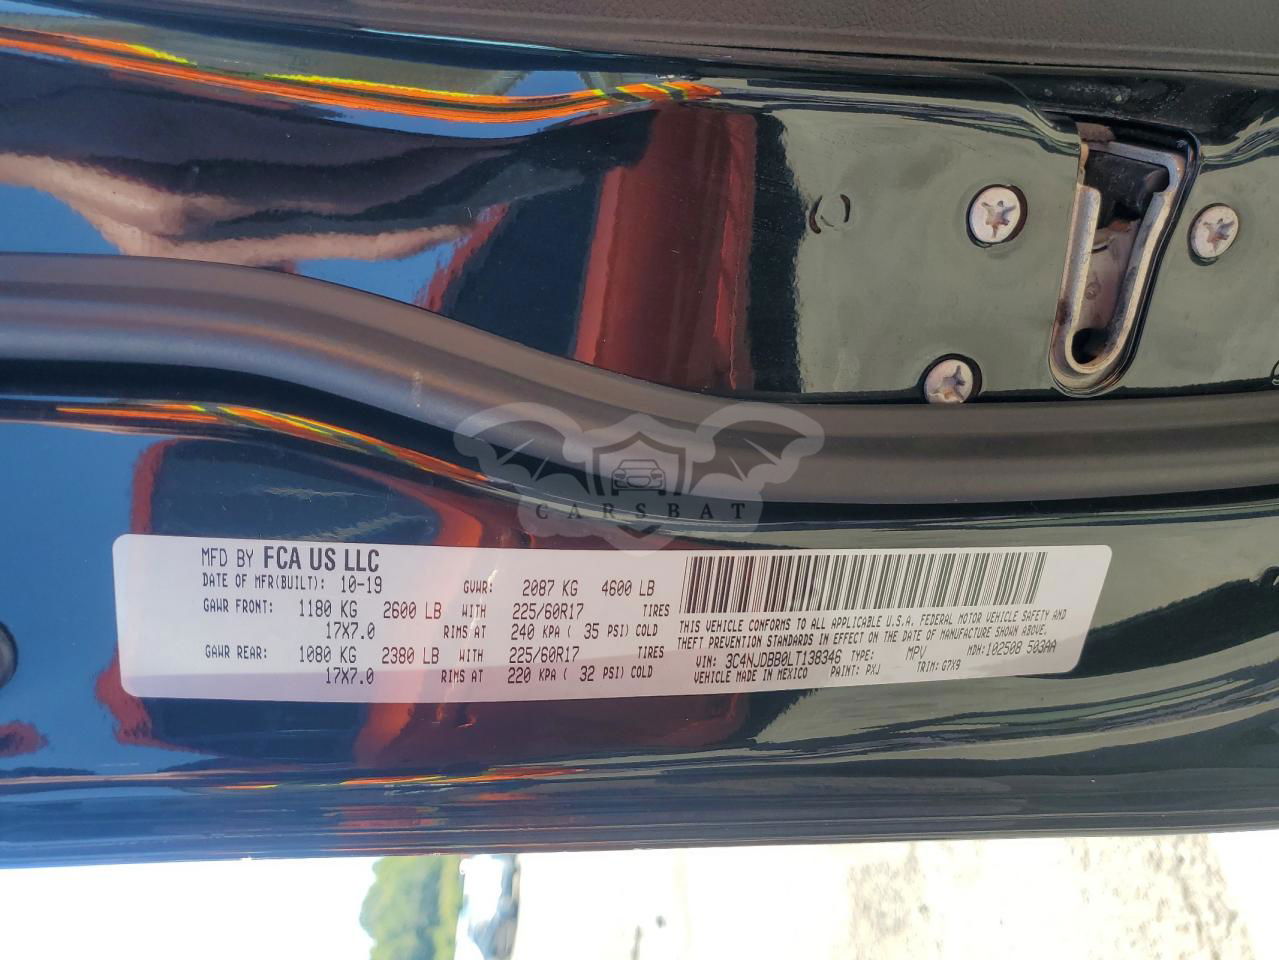 CARSBAT
MFD BY FCA US LLC
DATE OF MFR(BUILT): 10-19 GVWR: 2087 KG 4600 LB
GAWR FRONT: 1180 KG 2600 LB WITH 225/60R17 TIRES
17X7.0 RIMS AT 240 KPA ( 35 PSI) COLD
GAWR REAR: 1080 KG 2380 LB WITH 225/60R17 TIRES
17X7.0 RIMS AT 220 KPA ( 32 PSI) COLD
THIS VEHICLE CONFORMS TO ALL APPLICABLE U.S.A. FEDERAL MOTOR VEHICLE SAFETY AND
THEFT PREVENTION STANDARDS IN EFFECT ON THE DATE OF MANUFACTURE SHOWN ABOVE.
VIN: 3C4NJDBB0LT138346 TYPE: MPV MDH: 102508 503AA
VEHICLE MADE IN MEXICO PAINT: PXJ TRIM: G7X9